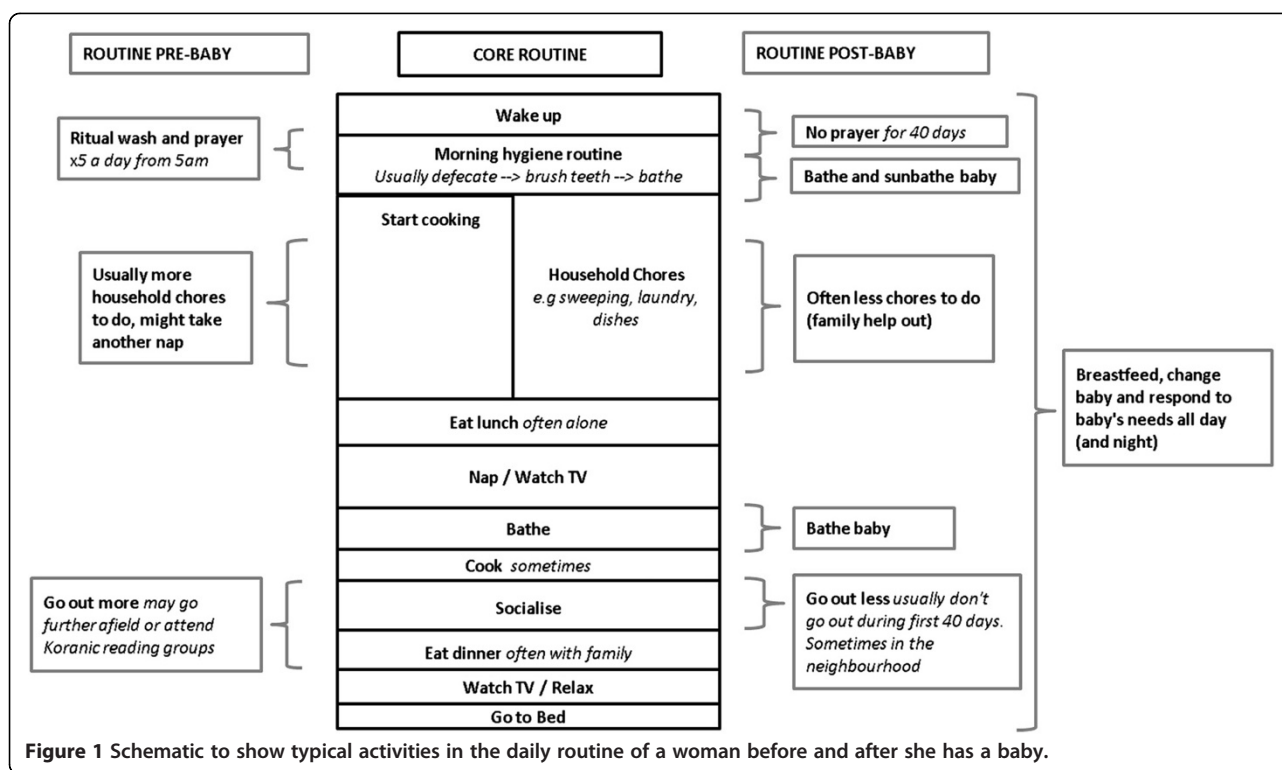 ROUTINE PRE-BABY
CORE ROUTINE
ROUTINE POST-BABY
Ritual wash and prayer
x5 a day from 5am
Usually more
household chores
to do, might take
another nap
Go out more may go
further afield or attend
Koranic reading groups
Wake up
Morning hygiene routine
Usually defecate --> brush teeth --> bathe
Start cooking
Household Chores
e.g sweeping, laundry,
dishes
Eat lunch often alone
Nap / Watch TV
Bathe
Cook sometimes
Socialise
Eat dinner often with family
Watch TV / Relax
Go to Bed
No prayer for 40 days
Bathe and sunbathe baby
Often less chores to do
(family help out)
Bathe baby
Go out less usually don't
go out during first 40 days.
Sometimes in the
neighbourhood
Breastfeed, change
baby and respond to
baby's needs all day
(and night)
Figure 1 Schematic to show typical activities in the daily routine of a woman before and after she has a baby.